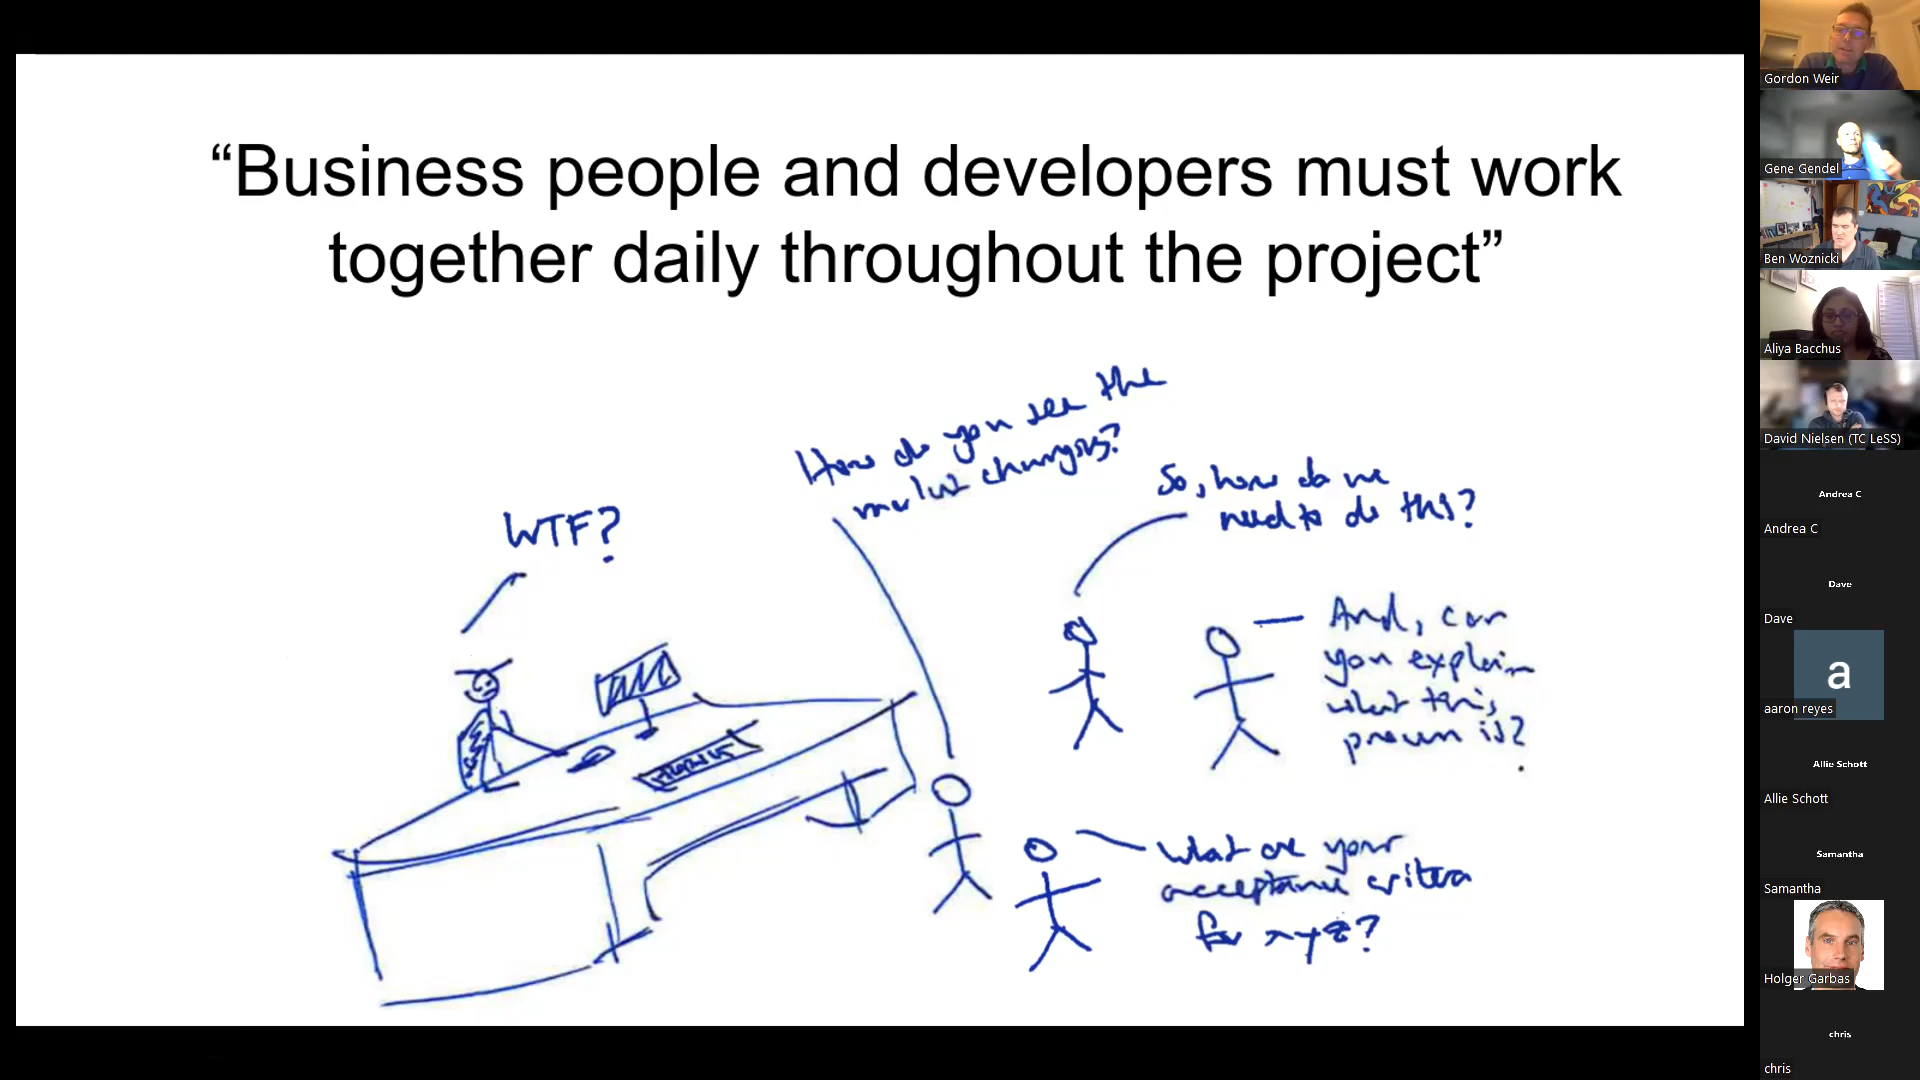 “Business people and developers must work
together daily throughout the project”
How do you see the
market changing?
So, how do we
need to do this?
WTF?
And, can
you explain
what this
is?
What are your
acceptance criteria
for xyz?
Gordon Weir
Gene Gendel
Ben Woznicki
Aliya Bacchus
David Nielsen (TC LeSS)
Andrea C
Andrea C
Dave
Dave
a
aaron reyes
Allie Schott
Allie Schott
Samantha
Samantha
Holger Garbas
chris
chris